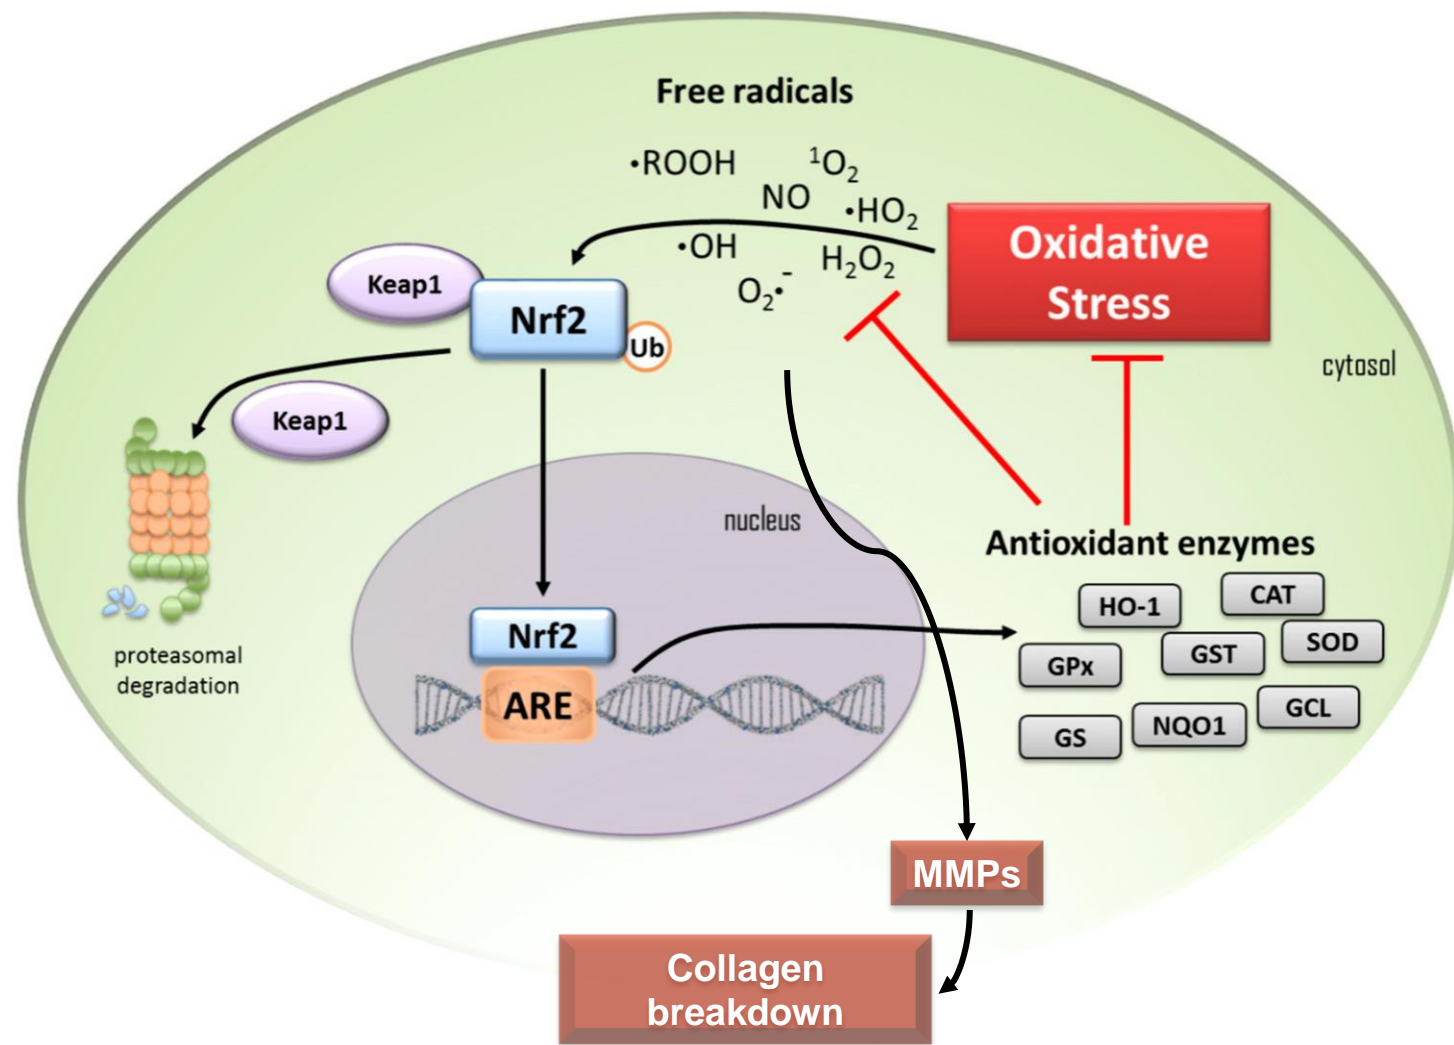 Free radicals
•ROOH
¹O₂
NO
•HO₂
•OH
H₂O₂
O₂•⁻
Oxidative
Stress
Keap1
Nrf2
Ub
cytosol
Keap1
nucleus
Antioxidant enzymes
HO-1
CAT
SOD
GST
GPx
GCL
NQO1
GS
Nrf2
ARE
proteasomal
degradation
MMPs
Collagen
breakdown